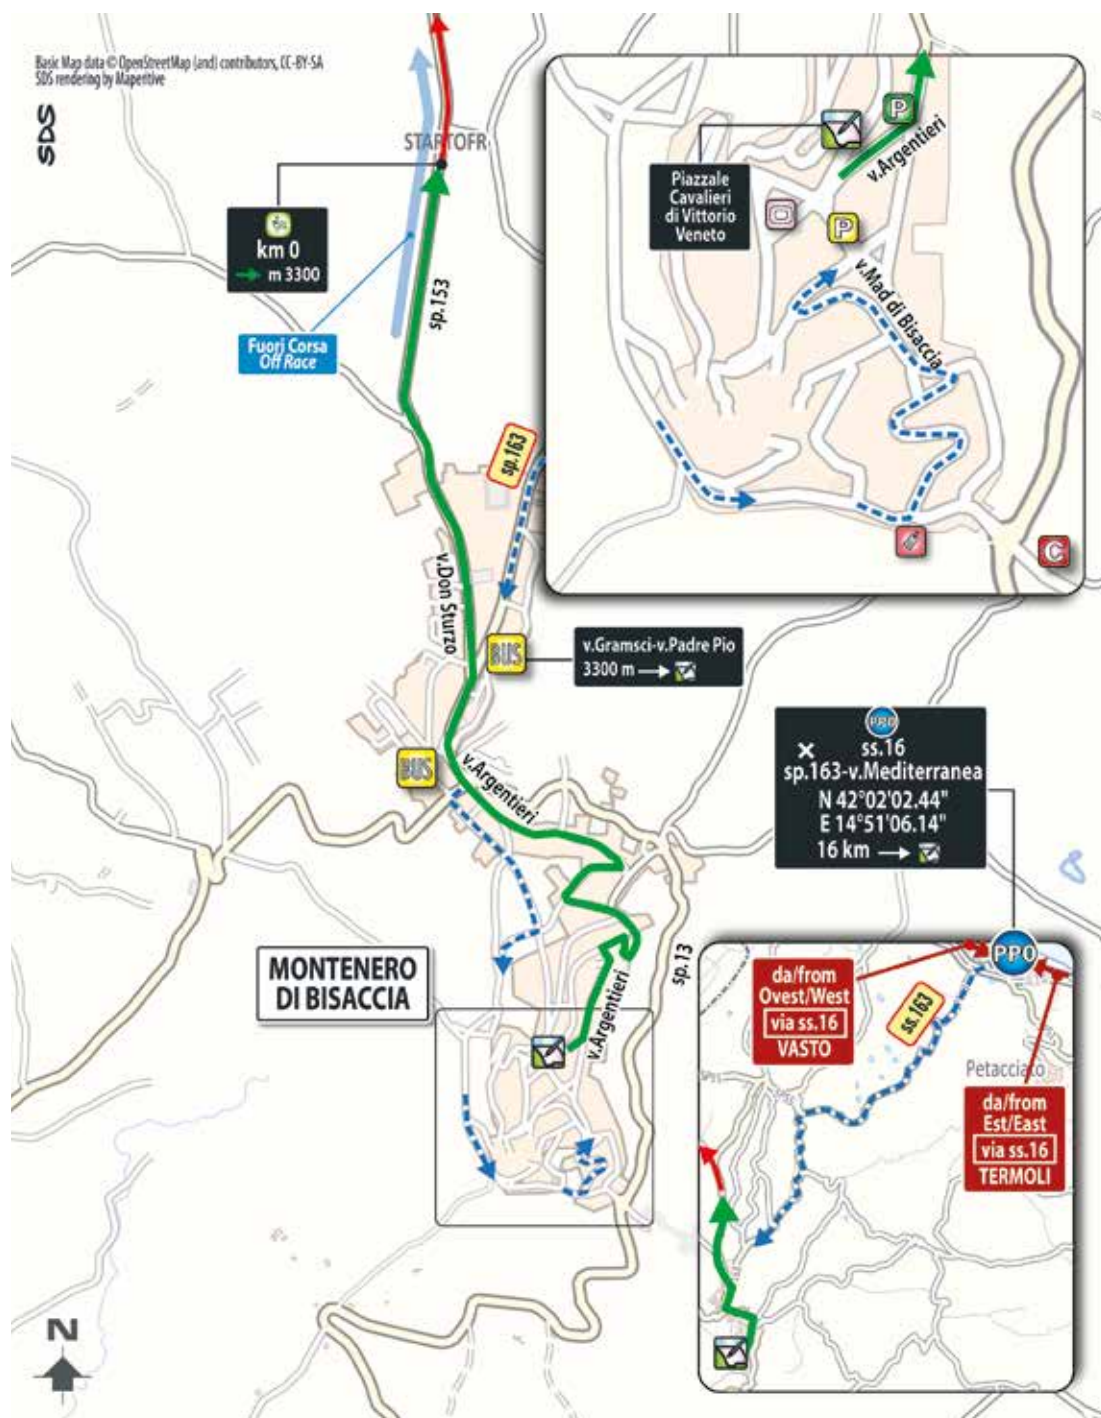 Basic Map data © OpenStreetMap (and) contributors, CC-BY-SA
SDS rendering by Maperitive
SDS
STARTOFR
km 0
m 3300
Fuori Corsa
Off Race
sp.153
sp.163
v.Don Sturzo
BUS
v.Gramsci-v.Padre Pio
3300 m
BUS
v.Argentieri
Piazzale
Cavalieri
di Vittorio
Veneto
P
v.Argentieri
P
v.Mad di Bisaccia
C
PPO
ss.16
sp.163-v.Mediterranea
N 42°02'02.44"
E 14°51'06.14"
16 km
sp.13
MONTENERO
DI BISACCIA
v.Argentieri
PPO
da/from
Ovest/West
via ss.16
VASTO
ss.163
Petacciato
da/from
Est/East
via ss.16
TERMOLI
N